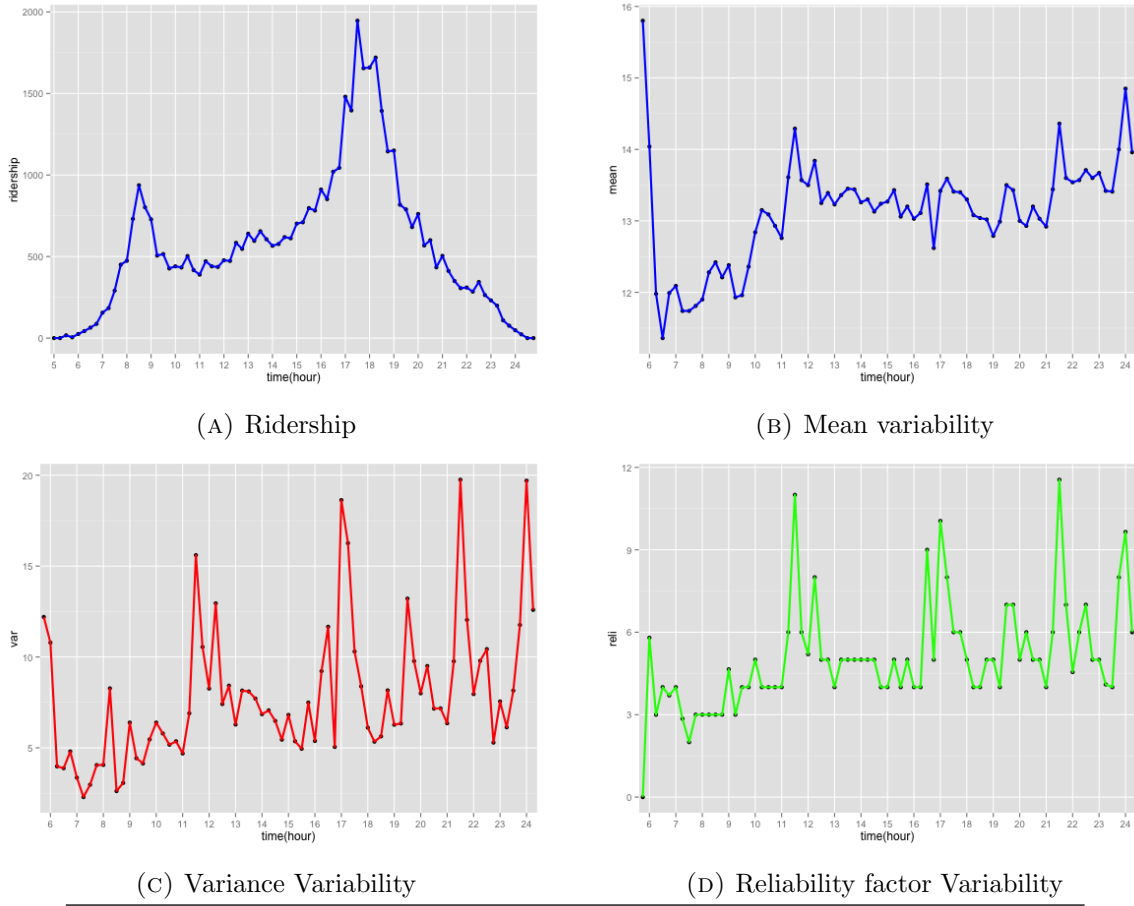 2000
1500
1000
500
0
ridership
5 6 7 8 9 10 11 12 13 14 15 16 17 18 19 20 21 22 23 24
time(hour)
(A) Ridership
16
15
14
13
12
mean
6 7 8 9 10 11 12 13 14 15 16 17 18 19 20 21 22 23 24
time(hour)
(B) Mean variability
20
15
10
5
var
6 7 8 9 10 11 12 13 14 15 16 17 18 19 20 21 22 23 24
time(hour)
(C) Variance Variability
12
9
6
3
0
reli
6 7 8 9 10 11 12 13 14 15 16 17 18 19 20 21 22 23 24
time(hour)
(D) Reliability factor Variability